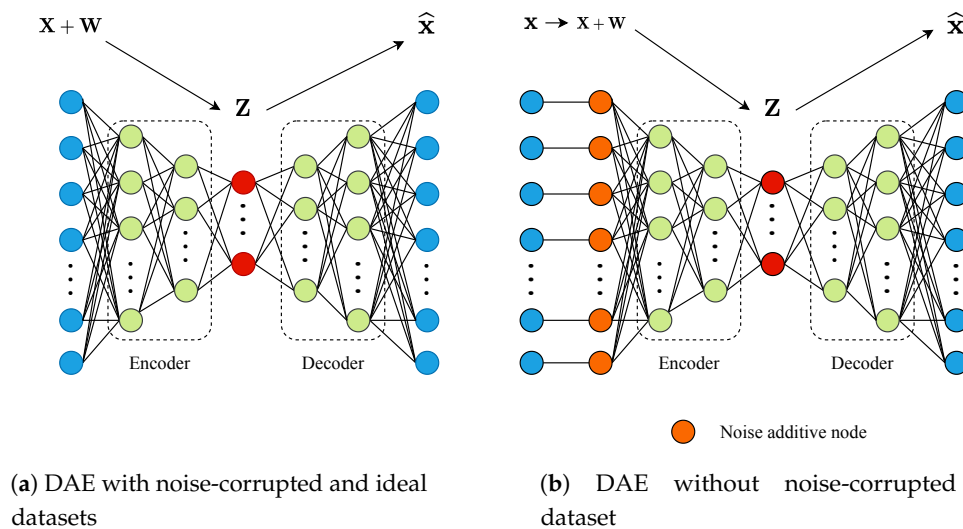 X + W
Z
x̂
Encoder
Decoder
x → X + W
Z
x̂
Encoder
Decoder
Noise additive node
(a) DAE with noise-corrupted and ideal
datasets
(b) DAE without noise-corrupted
dataset